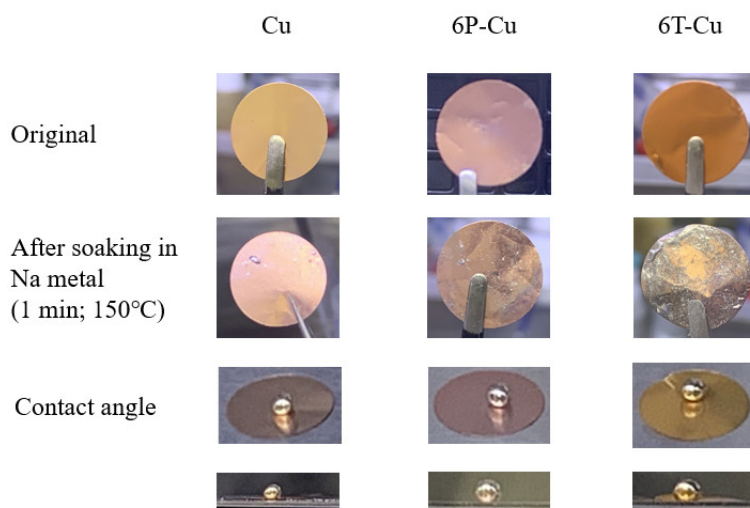 Cu 6P-Cu 6T-Cu
Original
After soaking in
Na metal
(1 min; 150℃)
Contact angle